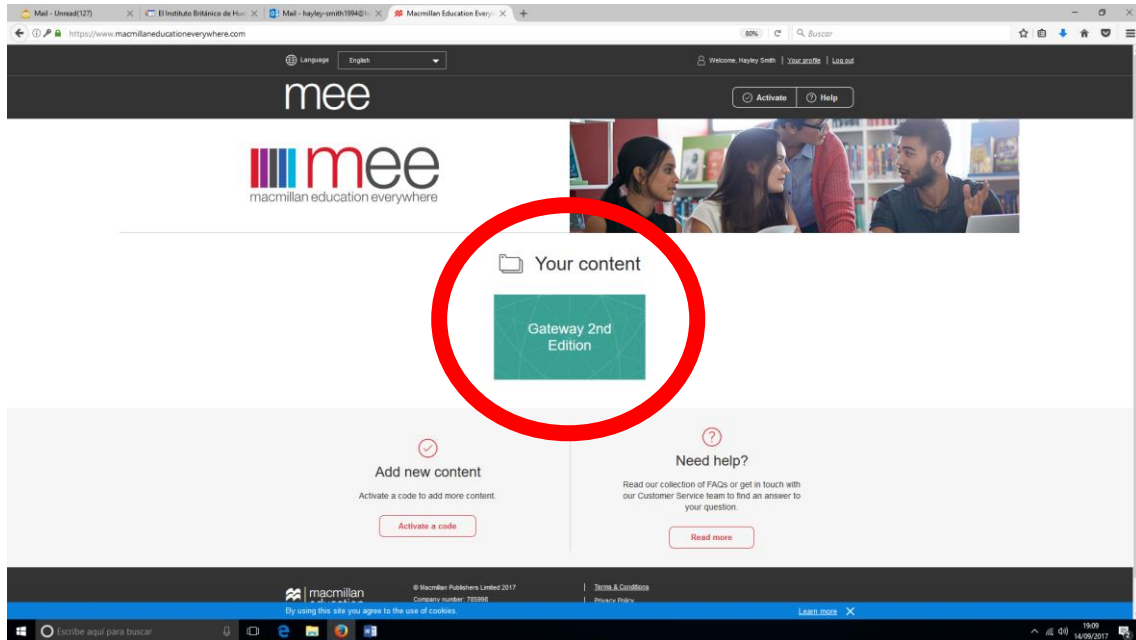 Mail - Unread(127)
El Instituto Británico de Hue
Mail - hayley-smith1994@h
Macmillan Education Every
https://www.macmillaneducationeverywhere.com
80%
Buscar
Language
English
Welcome, Hayley Smith | Your profile | Log out
mee
Activate
Help
mee
macmillan education everywhere
Your content
Gateway 2nd
Edition
Add new content
Activate a code to add more content.
Activate a code
Need help?
Read our collection of FAQs or get in touch with
our Customer Service team to find an answer to
your question.
Read more
macmillan
education
© Macmillan Publishers Limited 2017
Company number: 785998
Terms & Conditions
Privacy Policy
By using this site you agree to the use of cookies.
Learn more
Escribe aquí para buscar
19:09
14/09/2017